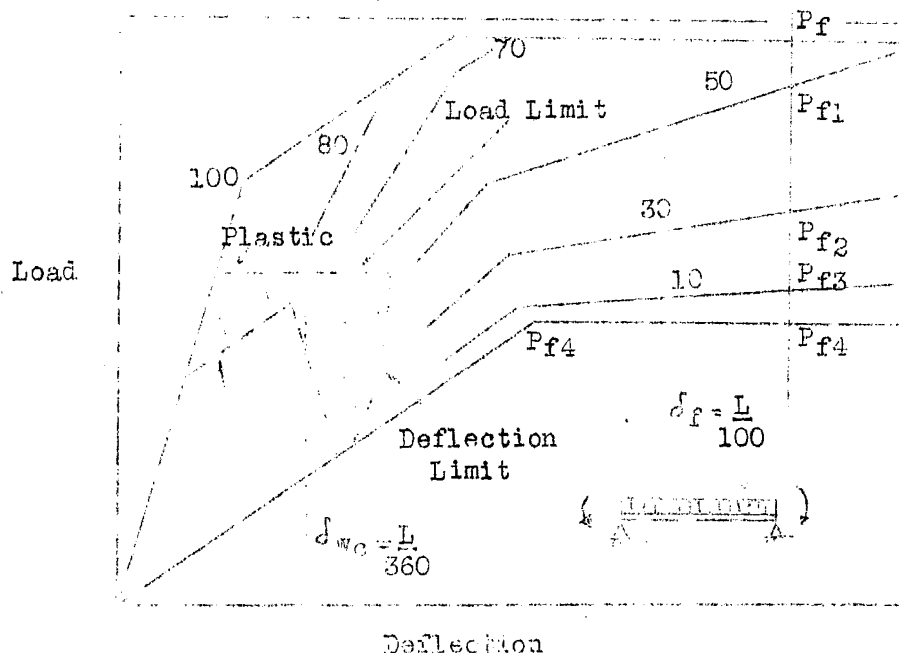 Pf
70
50
Load Limit
Pf1
80
100
30
Plastic
Pf2
Load
Pf3
10
Pf4
Pf4
δf = L/100
Deflection
Limit
δwc = L/360
Deflection